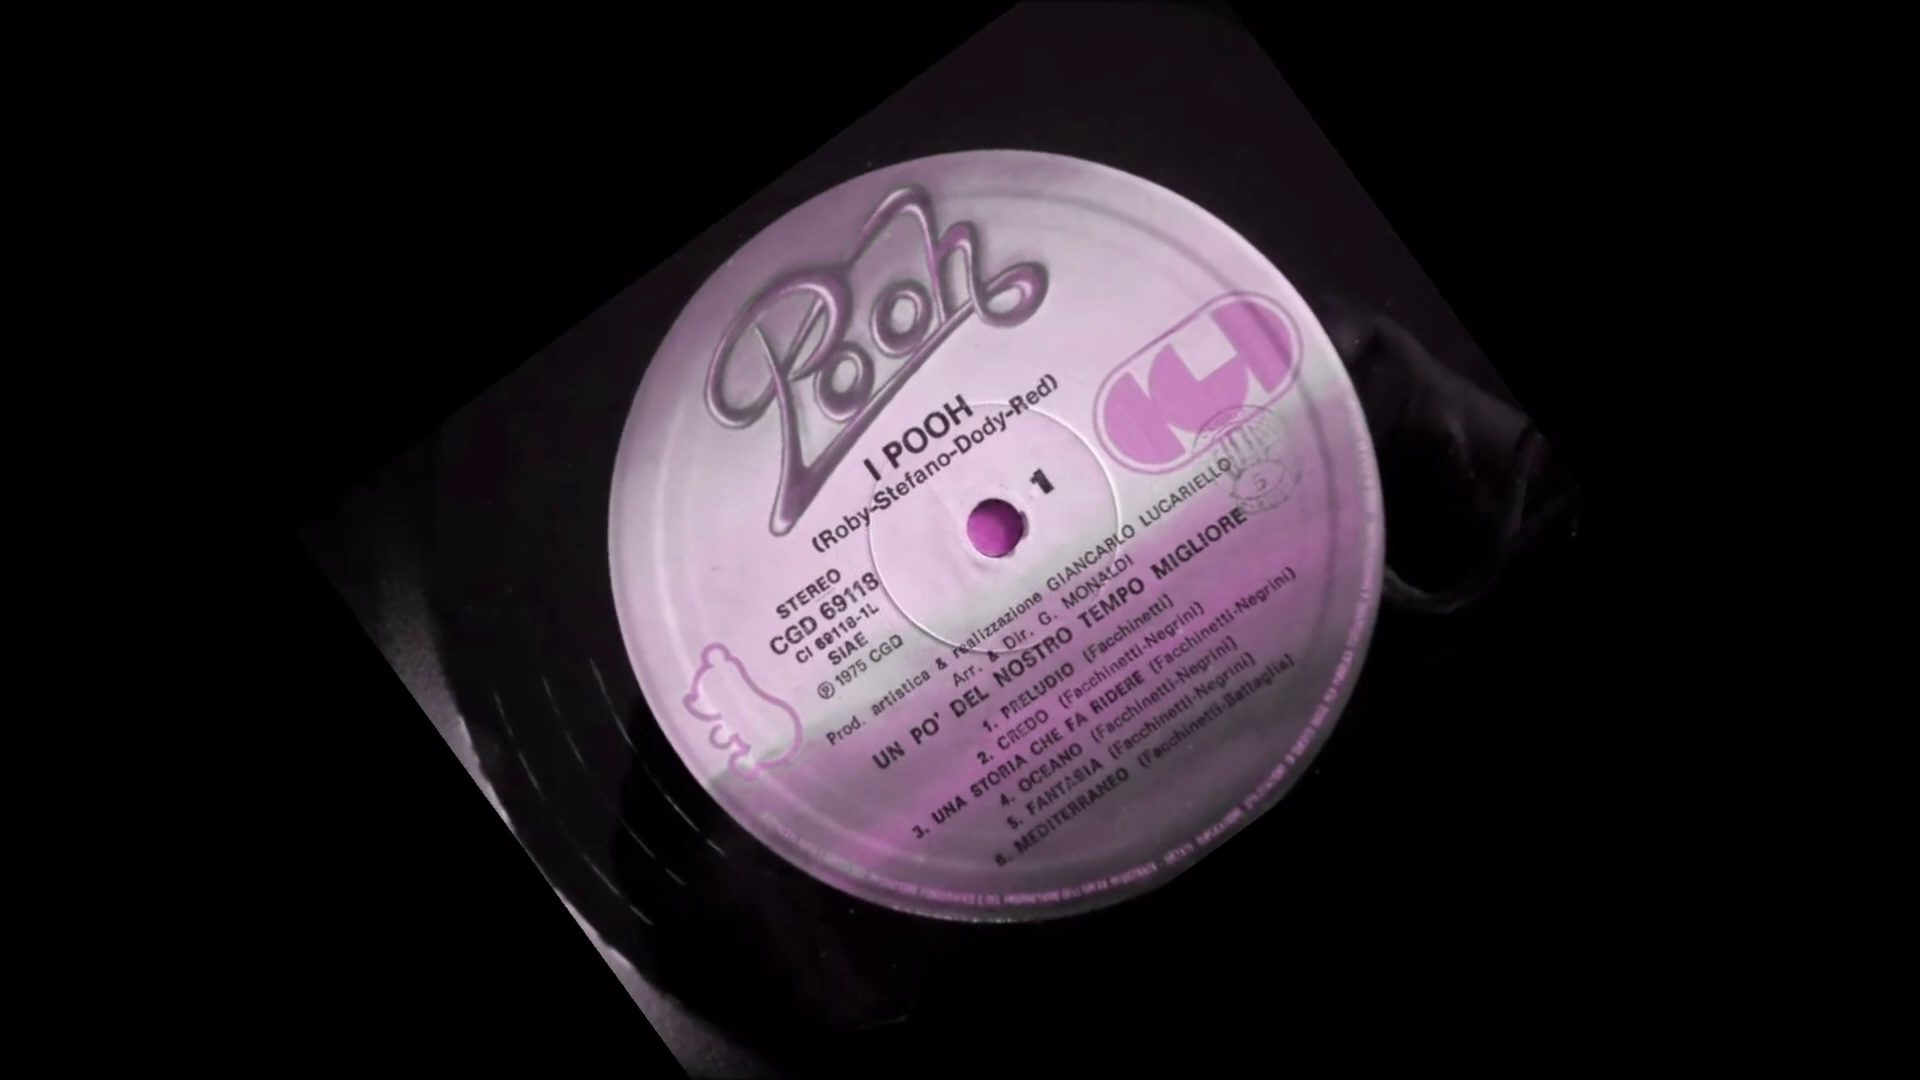 Pooh
I POOH
(Roby-Stefano-Dody-Red)
1
STEREO
CGD 69118
CI 69118-1L
SIAE
℗ 1975 CGD
Prod. artistica & realizzazione GIANCARLO LUCARIELLO
Arr. & Dir. G. MONALDI
UN PO' DEL NOSTRO TEMPO MIGLIORE
1. PRELUDIO (Facchinetti)
2. CREDO (Facchinetti-Negrini)
3. UNA STORIA CHE FA RIDERE (Facchinetti-Negrini)
4. OCEANO (Facchinetti-Negrini)
5. FANTASIA (Facchinetti-Negrini)
6. MEDITERRANEO (Facchinetti-Battaglia)